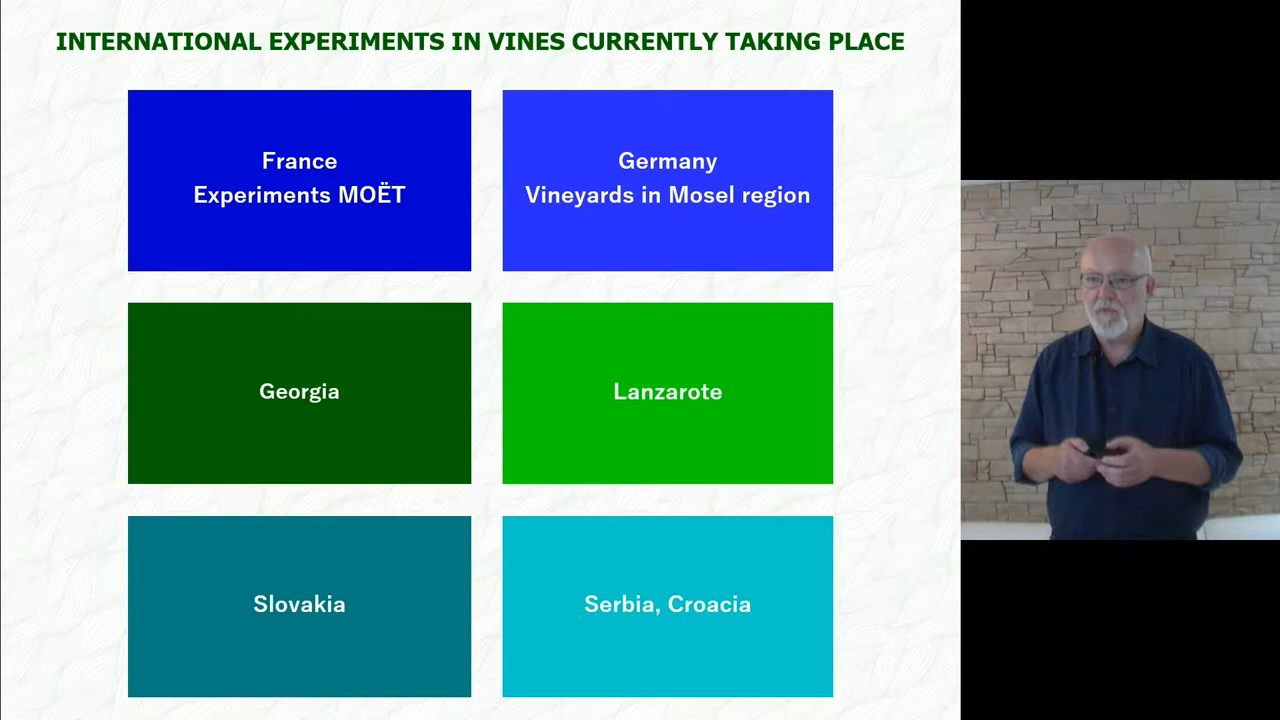 INTERNATIONAL EXPERIMENTS IN VINES CURRENTLY TAKING PLACE
France
Experiments MOËT
Germany
Vineyards in Mosel region
Georgia
Lanzarote
Slovakia
Serbia, Croacia